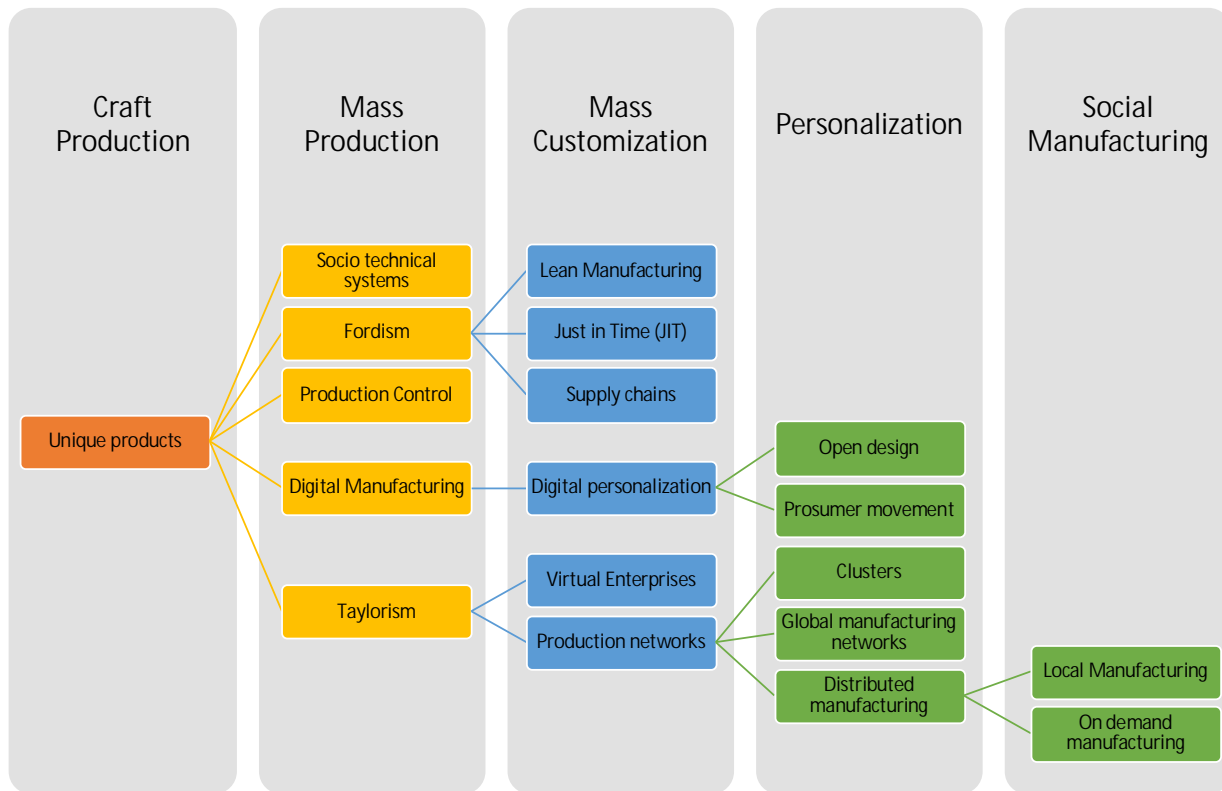 Craft
Production
Mass
Production
Mass
Customization
Personalization
Social
Manufacturing
Unique products
Socio technical
systems
Fordism
Production Control
Digital Manufacturing
Taylorism
Lean Manufacturing
Just in Time (JIT)
Supply chains
Digital personalization
Virtual Enterprises
Production networks
Open design
Prosumer movement
Clusters
Global manufacturing
networks
Distributed
manufacturing
Local Manufacturing
On demand
manufacturing